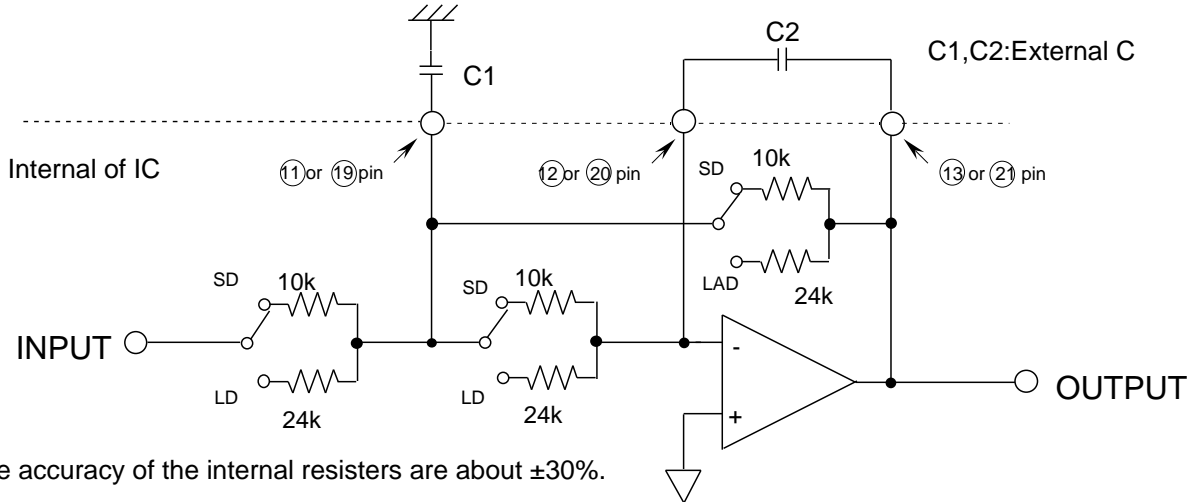 C2
C1,C2:External C
C1
Internal of IC
11 or 19 pin
12 or 20 pin
13 or 21 pin
SD
10k
LAD
24k
SD
10k
SD
10k
INPUT
LD
24k
LD
24k
-
+
OUTPUT
e accuracy of the internal resisters are about ±30%.